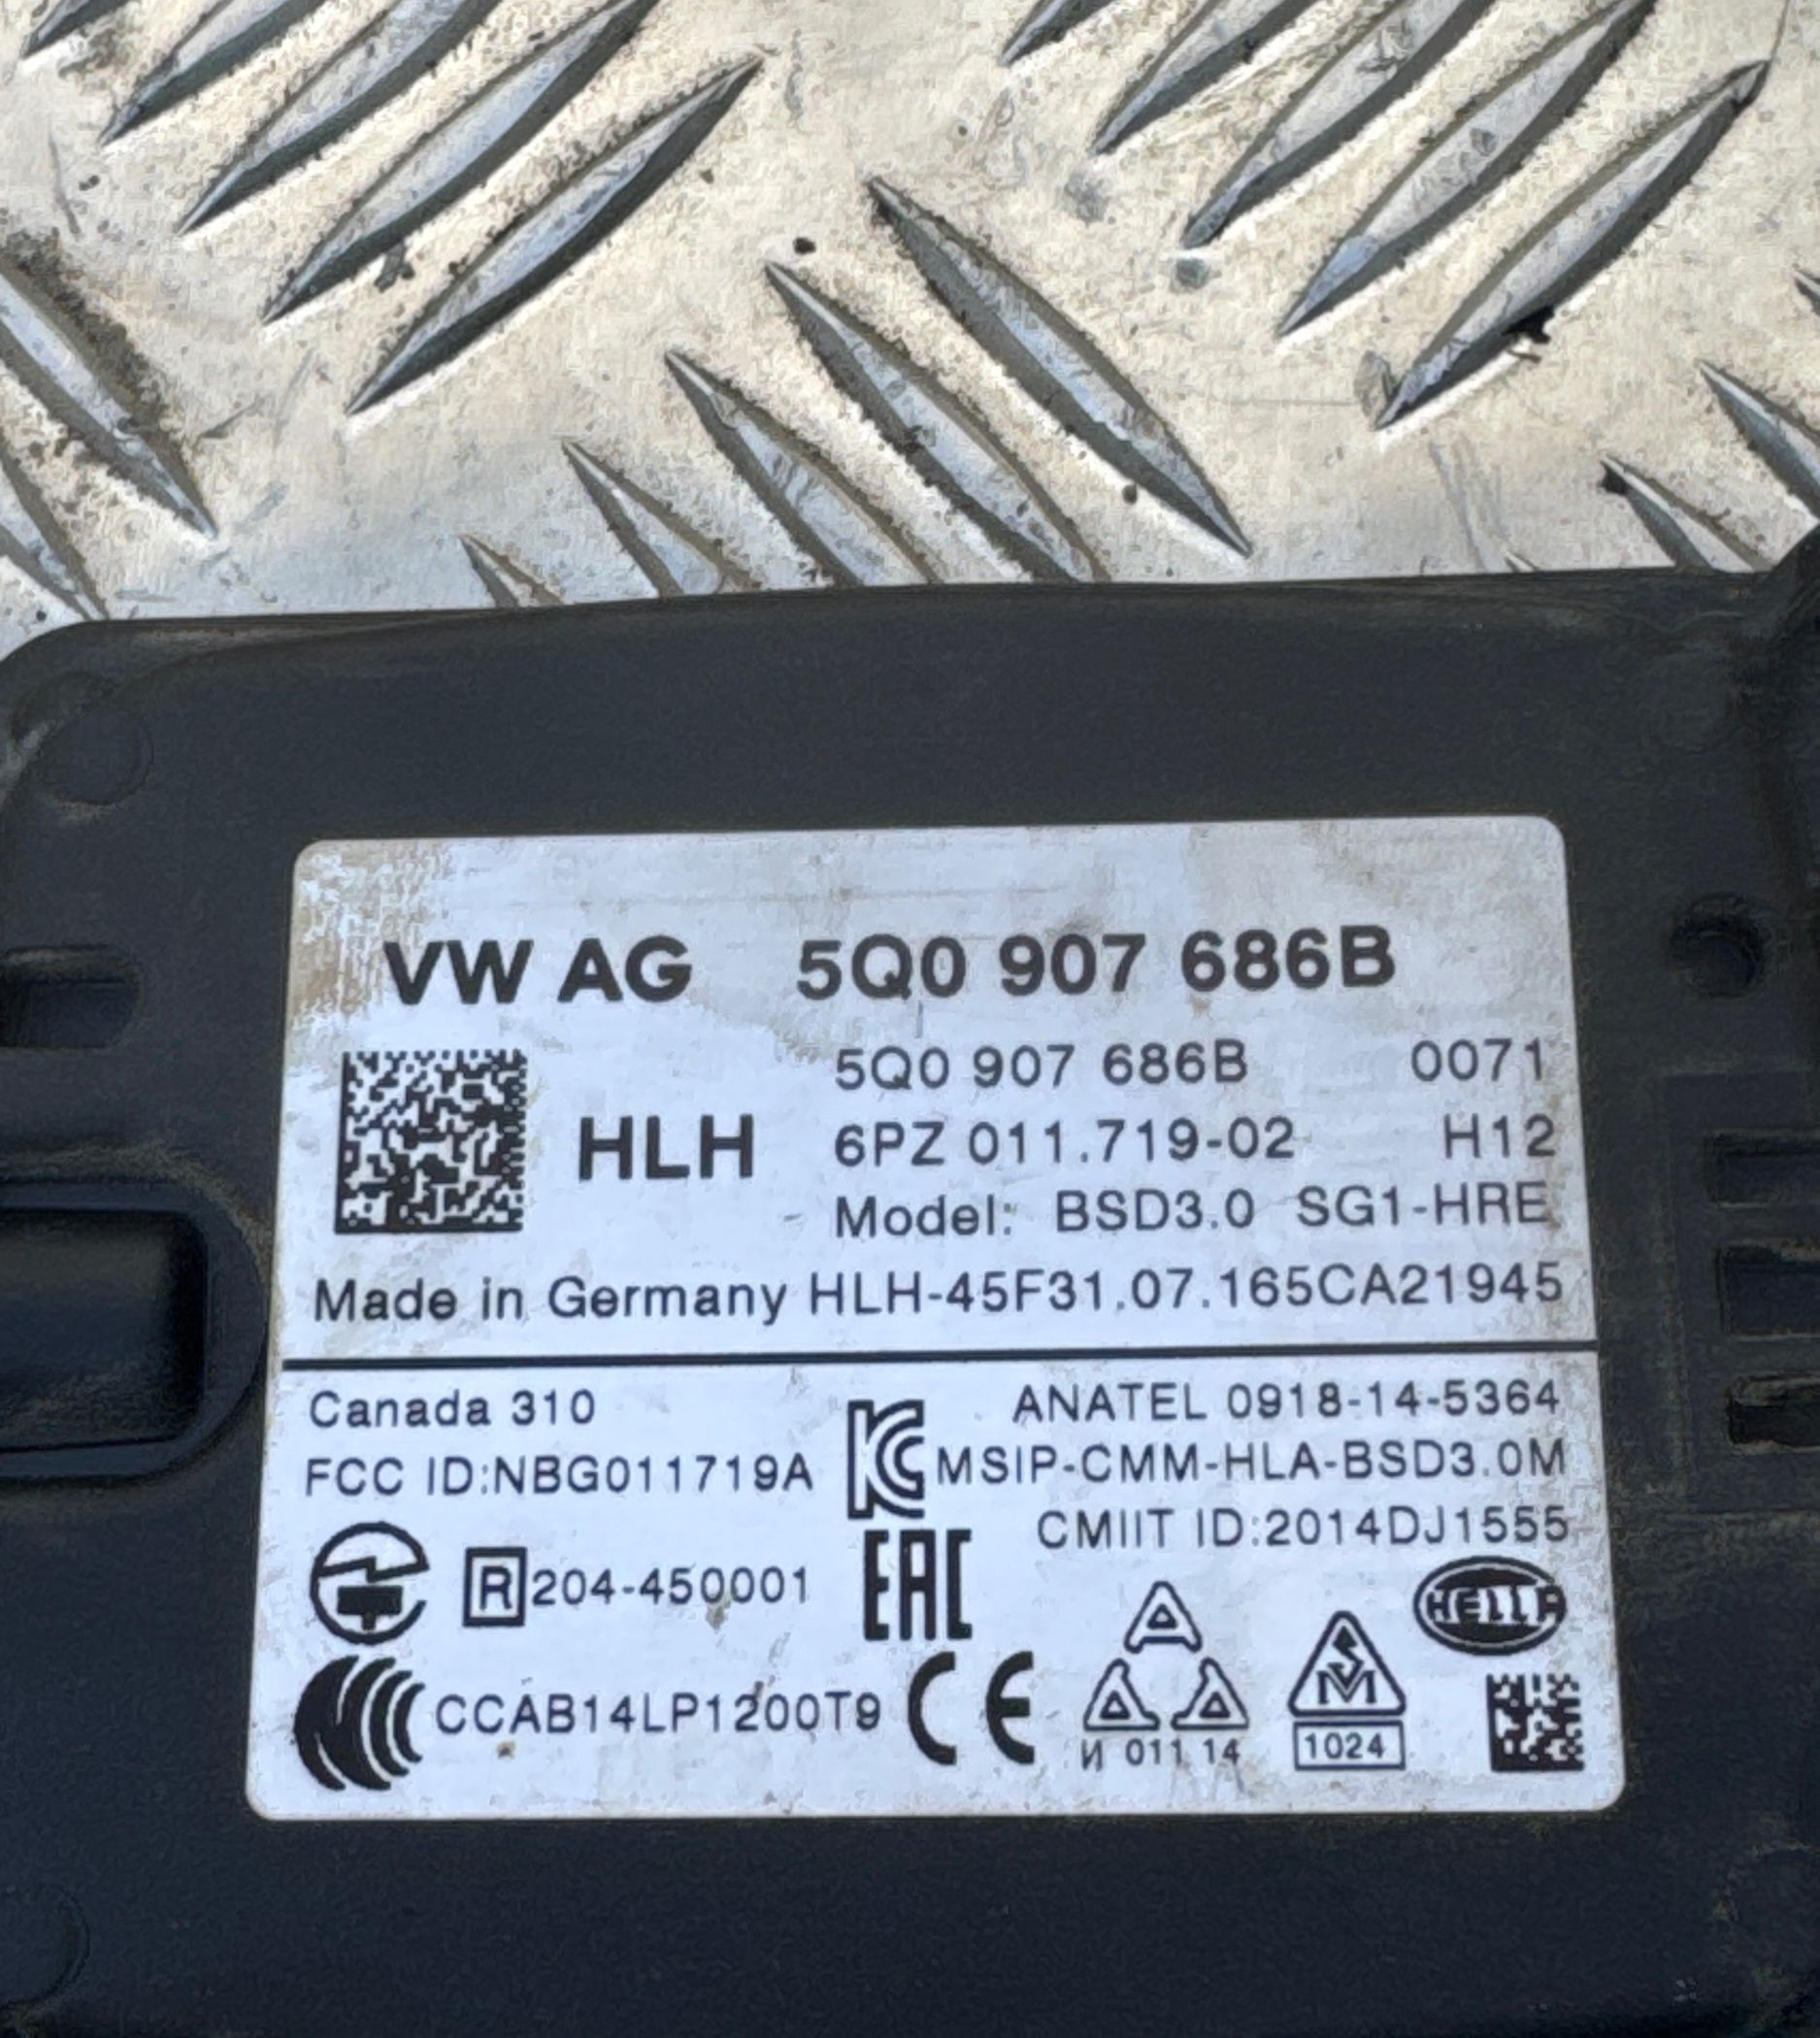 VW AG 5Q0 907 686B
5Q0 907 686B 0071
HLH 6PZ 011.719-02 H12
Model: BSD3.0 SG1-HRE
Made in Germany HLH-45F31.07.165CA21945
Canada 310 ANATEL 0918-14-5364
FCC ID:NBG011719A MSIP-CMM-HLA-BSD3.0M
CMIIT ID:2014DJ1555
R 204-450001 EAC HELLA
CCAB14LP1200T9 CE
И 011 14
SM
1024